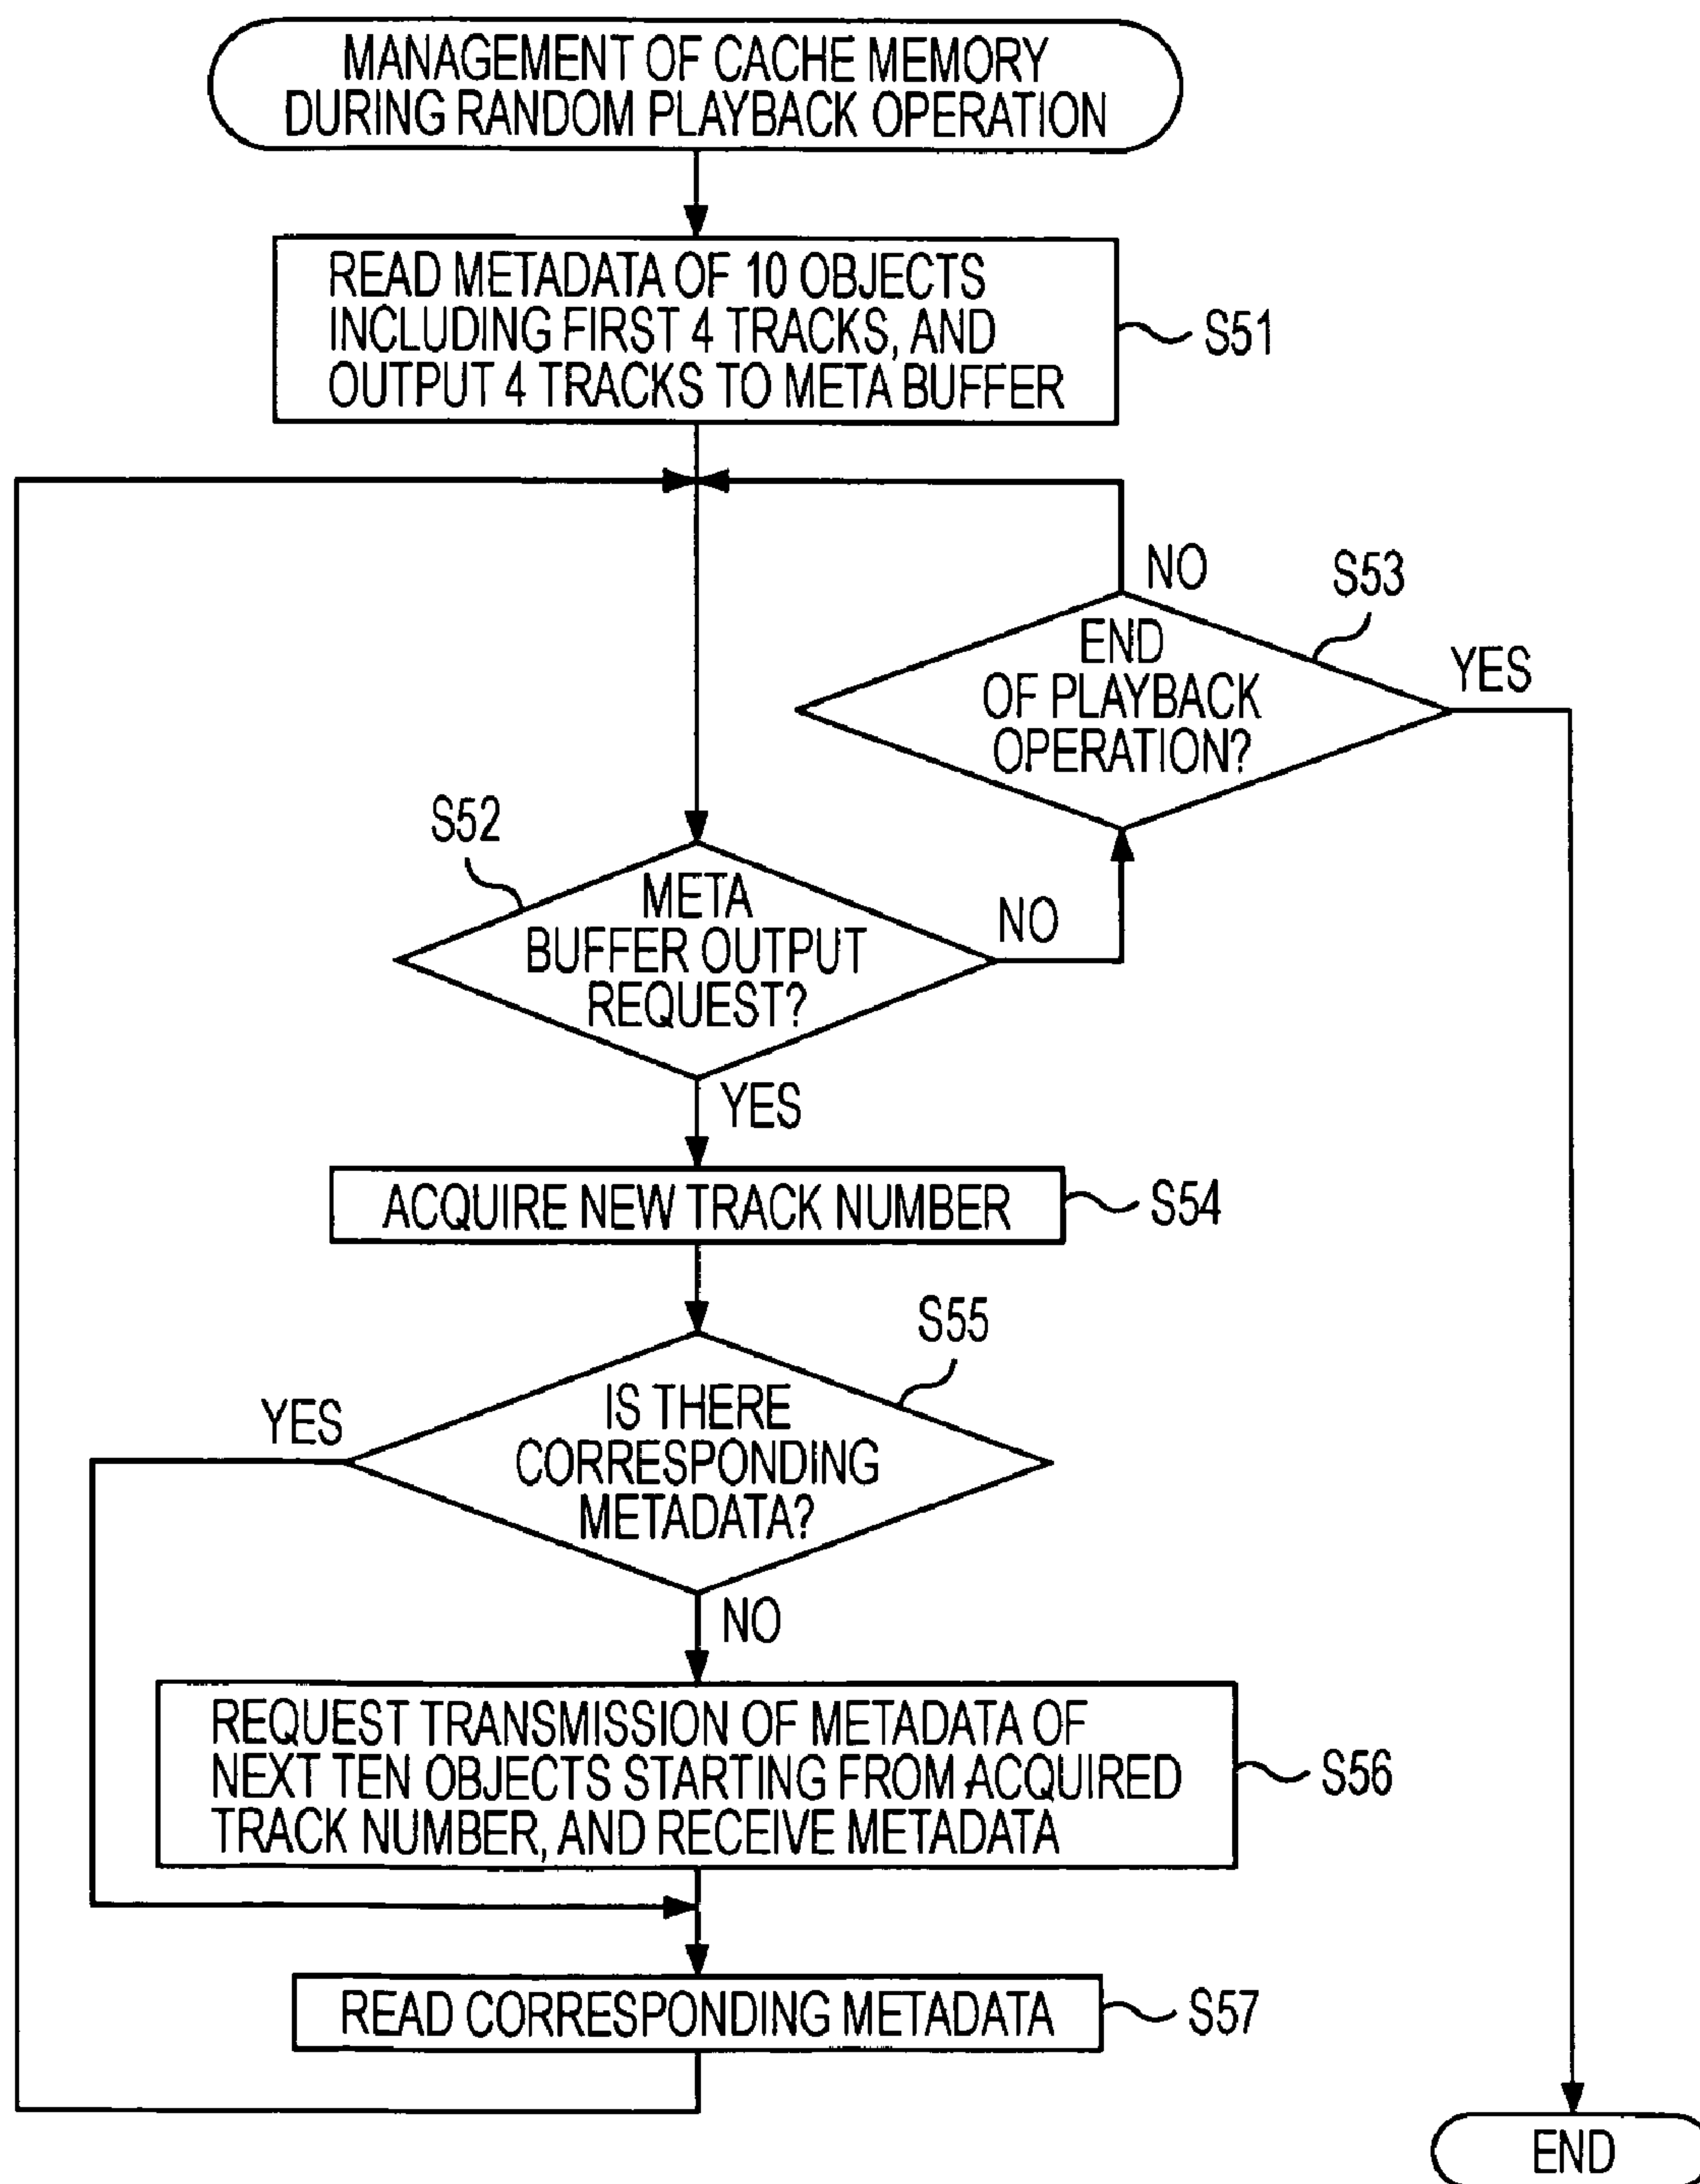 MANAGEMENT OF CACHE MEMORY
DURING RANDOM PLAYBACK OPERATION
READ METADATA OF 10 OBJECTS
INCLUDING FIRST 4 TRACKS, AND
OUTPUT 4 TRACKS TO META BUFFER
S51
NO
S53
END
OF PLAYBACK
OPERATION?
YES
S52
META
BUFFER OUTPUT
REQUEST?
NO
YES
ACQUIRE NEW TRACK NUMBER
S54
S55
IS THERE
CORRESPONDING
METADATA?
YES
NO
REQUEST TRANSMISSION OF METADATA OF
NEXT TEN OBJECTS STARTING FROM ACQUIRED
TRACK NUMBER, AND RECEIVE METADATA
S56
READ CORRESPONDING METADATA
S57
END